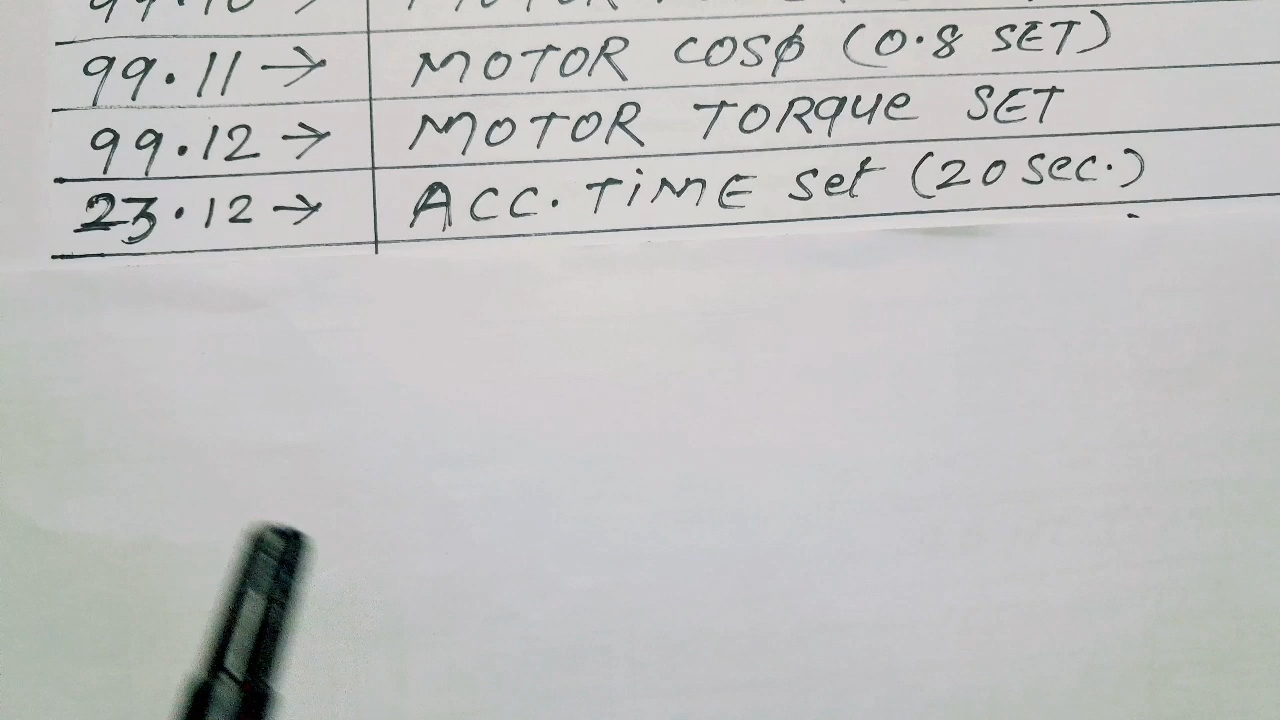 99.11 → MOTOR COSϕ (0.8 SET)
99.12 → MOTOR TORque SET
23.12 → ACC. TiME set (20 sec.)